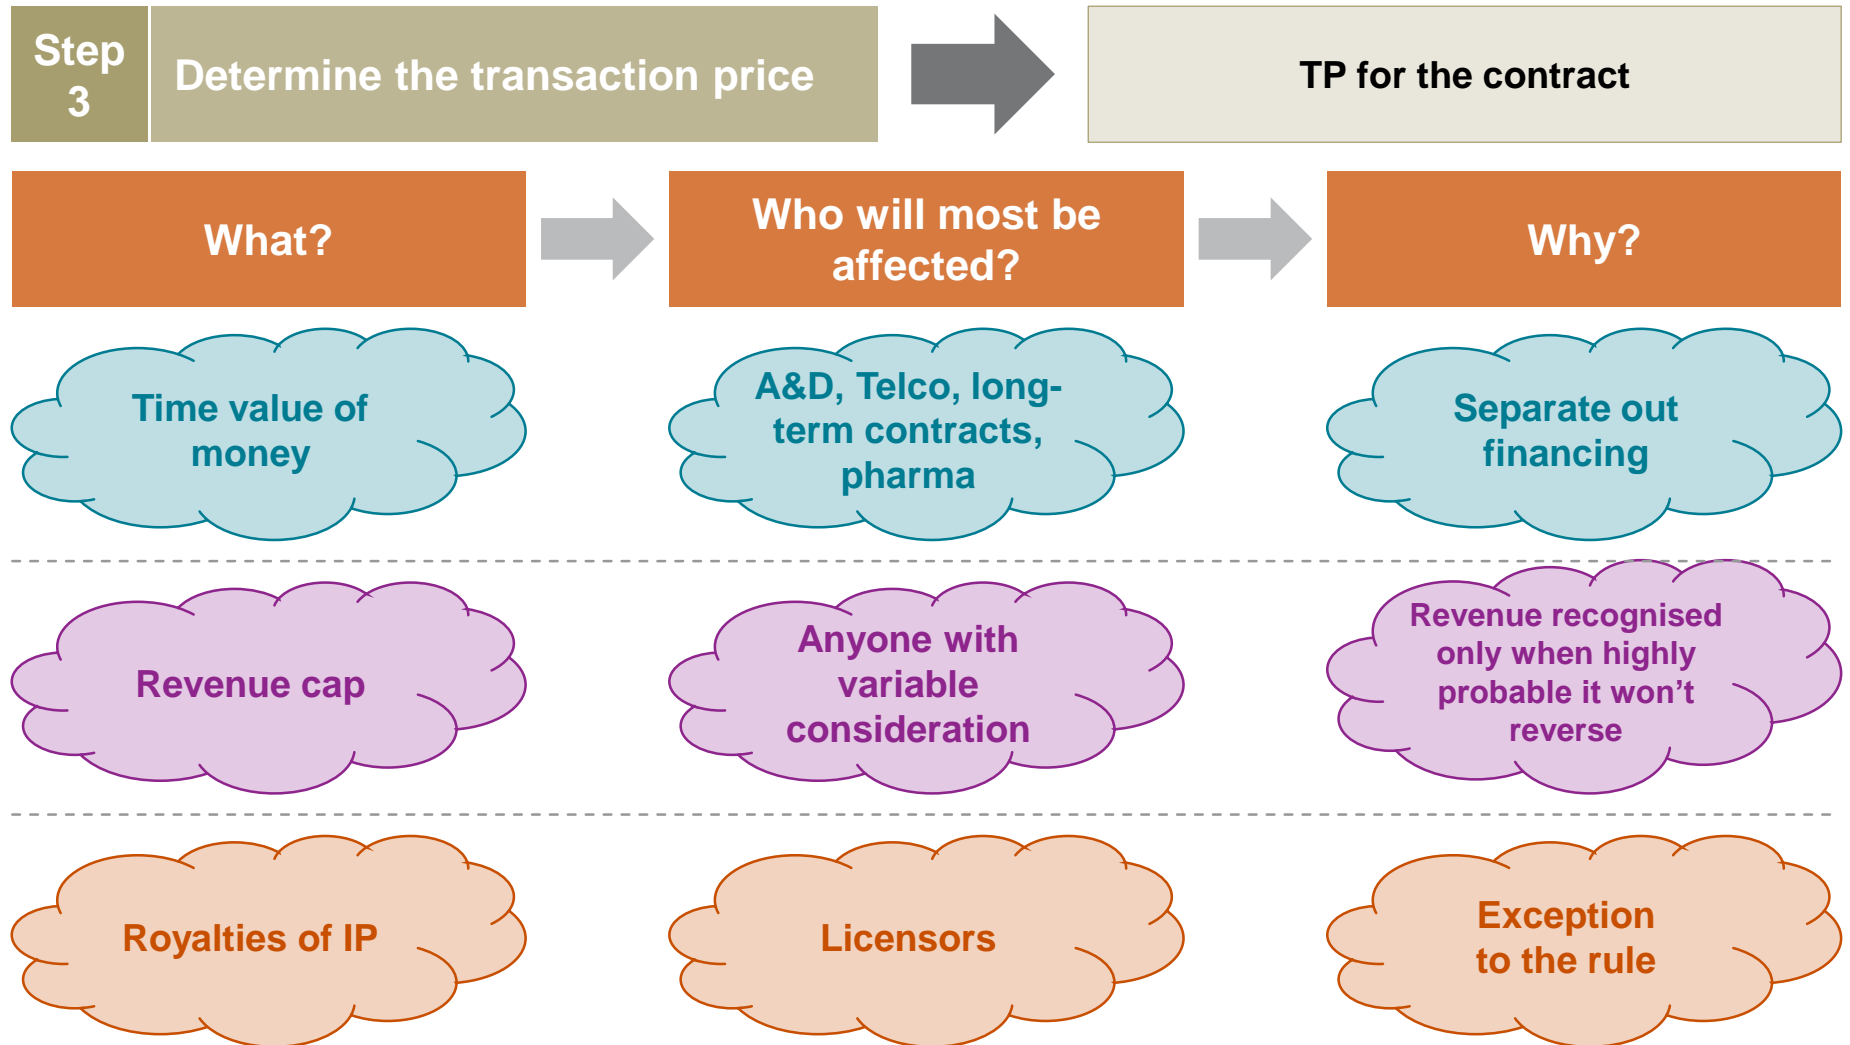 Step
3
Determine the transaction price
TP for the contract
What?
Who will most be
affected?
Why?
Time value of
money
A&D, Telco, long-
term contracts,
pharma
Separate out
financing
Revenue cap
Anyone with
variable
consideration
Revenue recognised
only when highly
probable it won’t
reverse
Royalties of IP
Licensors
Exception
to the rule